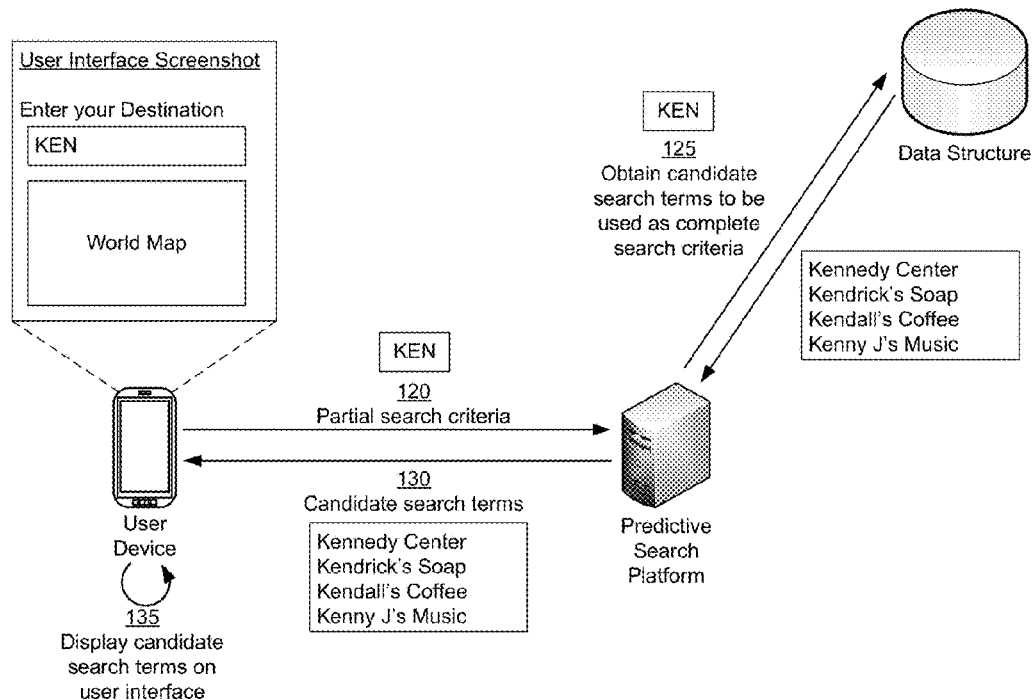 User Interface Screenshot
Enter your Destination
KEN
World Map
KEN
125
Obtain candidate
search terms to be
used as complete
search criteria
Data Structure
Kennedy Center
Kendrick's Soap
Kendall's Coffee
Kenny J's Music
KEN
120
Partial search criteria
130
Candidate search terms
Kennedy Center
Kendrick's Soap
Kendall's Coffee
Kenny J's Music
User
Device
135
Display candidate
search terms on
user interface
Predictive
Search
Platform